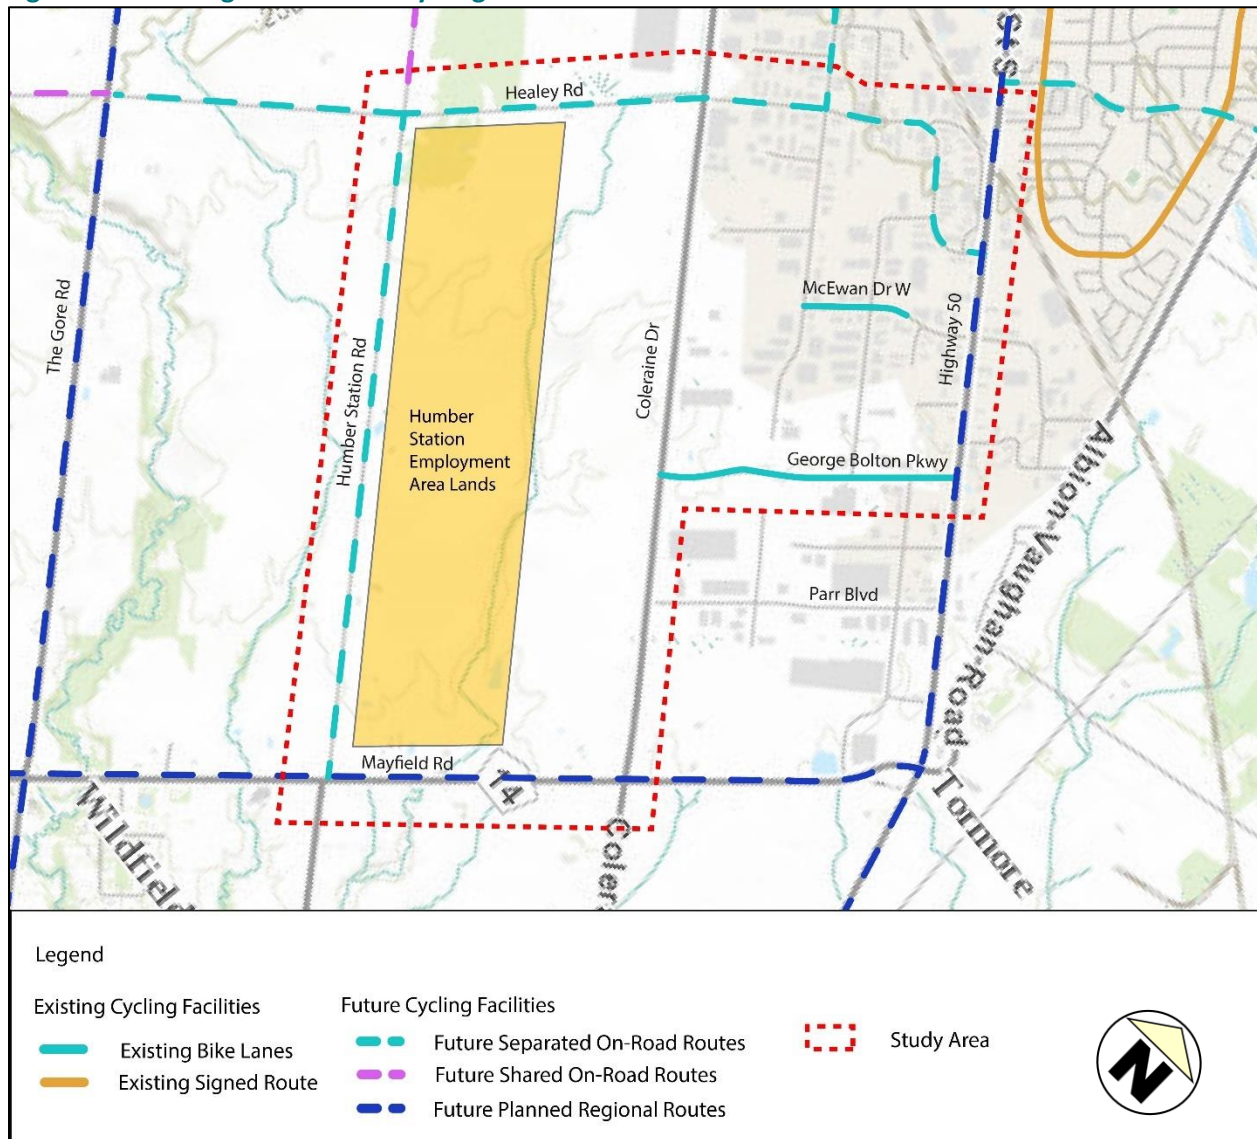 Healey Rd
The Gore Rd
Humber Station Rd
Coleraine Dr
McEwan Dr W
Highway 50
Humber
Station
Employment
Area Lands
George Bolton Pkwy
Albion-Vaughan-Road
Parr Blvd
Mayfield Rd
14
Wildfield
Tormore
Coler
Legend
Existing Cycling Facilities
Existing Bike Lanes
Existing Signed Route
Future Cycling Facilities
Future Separated On-Road Routes
Future Shared On-Road Routes
Future Planned Regional Routes
Study Area
N